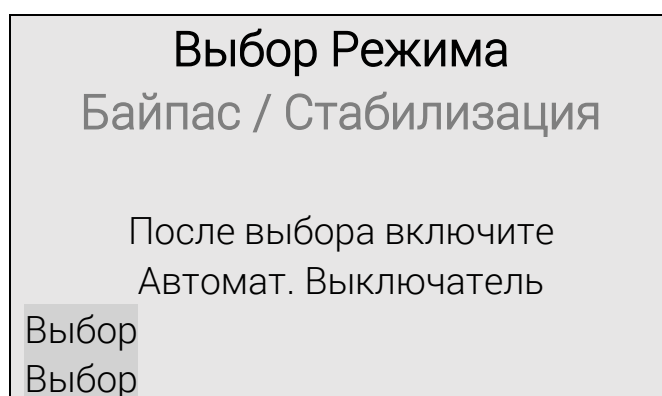 Выбор Режима
Байпас / Стабилизация
После выбора включите
Автомат. Выключатель
Выбор
Выбор